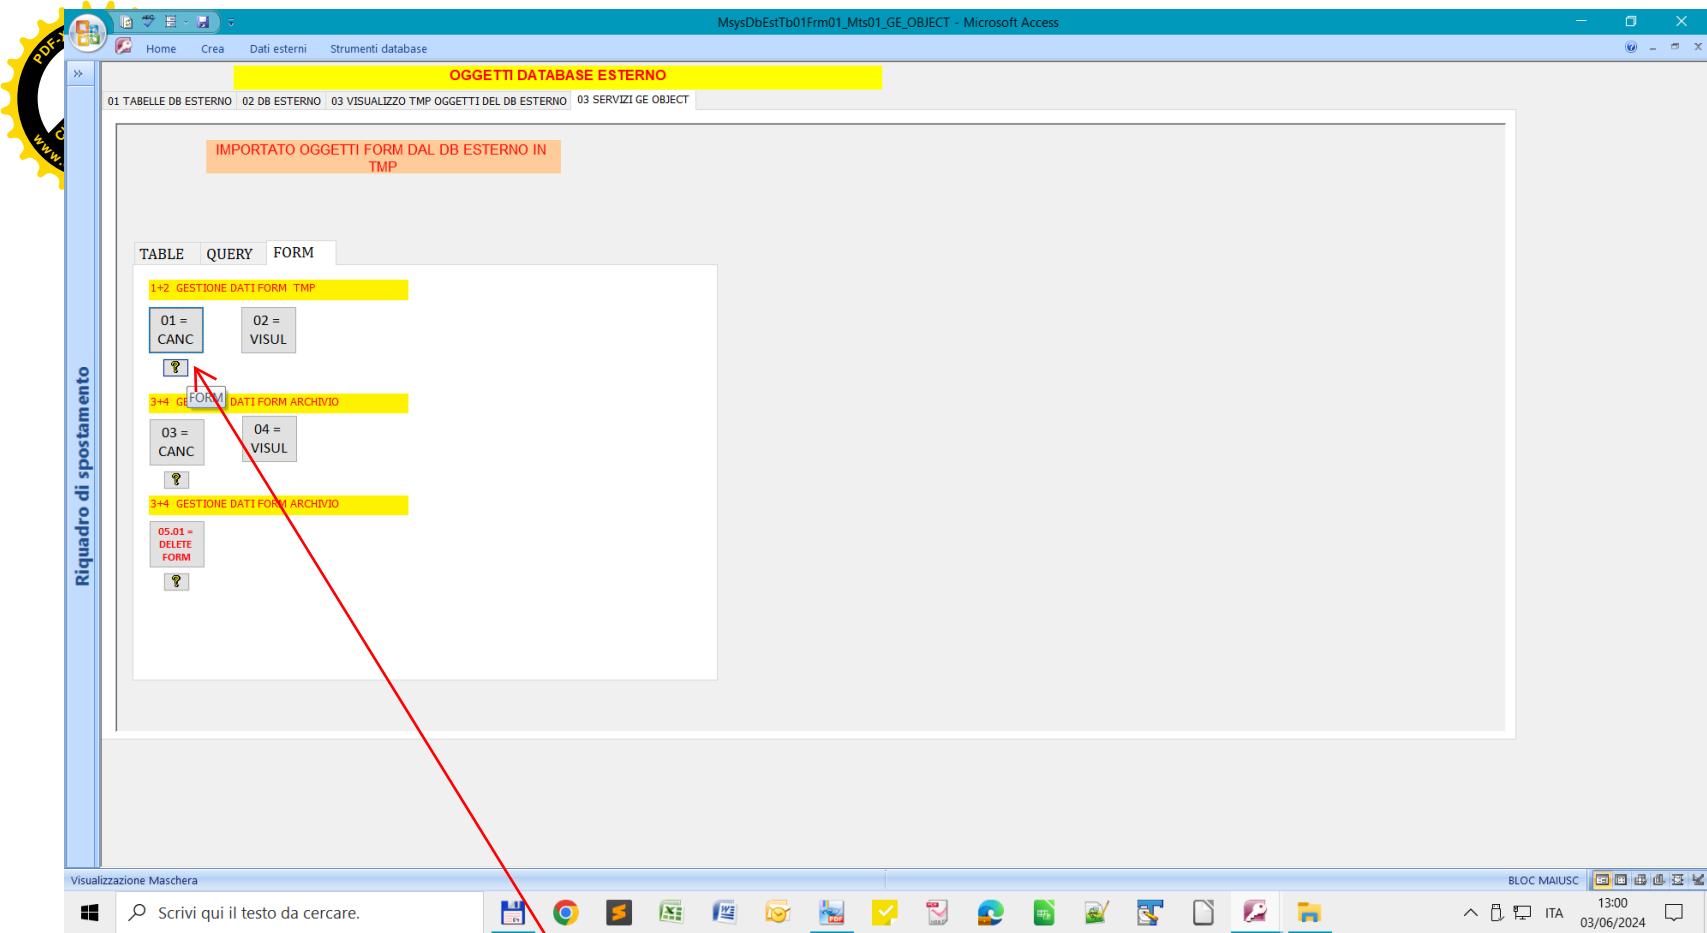 MsysDbEstTb01Frm01_Mts01_GE_OBJECT - Microsoft Access
Home Crea Dati esterni Strumenti database
OGGETTI DATABASE ESTERNO
01 TABELLE DB ESTERNO 02 DB ESTERNO 03 VISUALIZZO TMP OGGETTI DEL DB ESTERNO 03 SERVIZI GE OBJECT
IMPORTATO OGGETTI FORM DAL DB ESTERNO IN
TMP
TABLE QUERY FORM
1+2 GESTIONE DATI FORM TMP
01 =
CANC
02 =
VISUL
FORM
3+4 GE DATI FORM ARCHIVIO
03 =
CANC
04 =
VISUL
3+4 GESTIONE DATI FORM ARCHIVIO
05.01 =
DELETE
FORM
Riquadro di spostamento
Visualizzazione Maschera
BLOC MAIUSC
Scrivi qui il testo da cercare.
ITA
13:00
03/06/2024